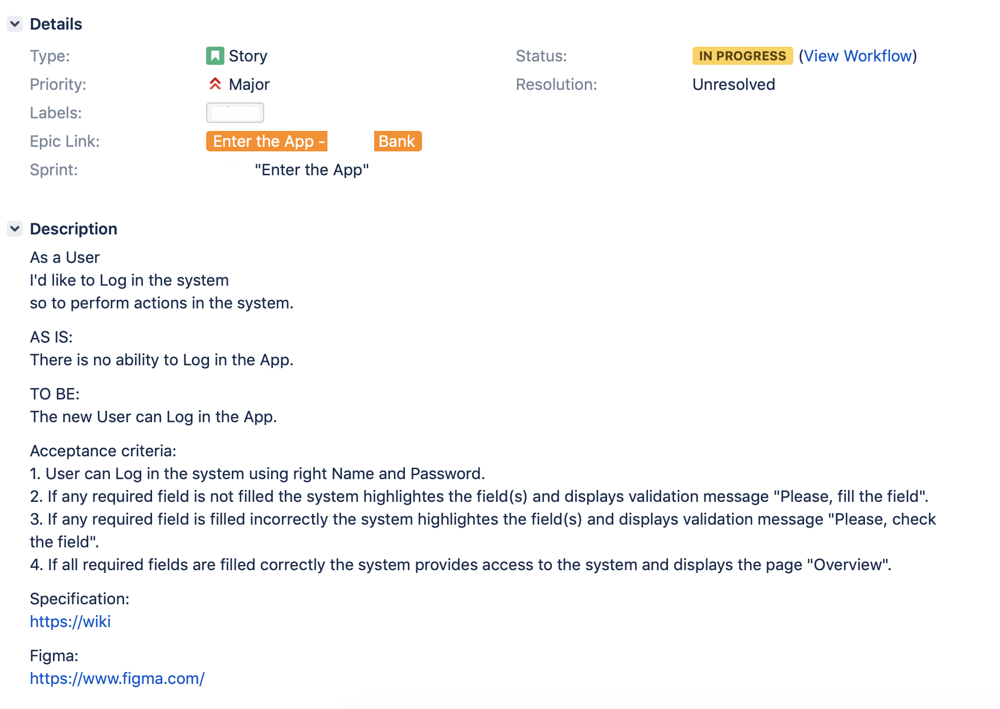 Details
Type: Story Status: IN PROGRESS (View Workflow)
Priority: Major Resolution: Unresolved
Labels:
Epic Link: Enter the App - Bank
Sprint: "Enter the App"
Description
As a User
I'd like to Log in the system
so to perform actions in the system.
AS IS:
There is no ability to Log in the App.
TO BE:
The new User can Log in the App.
Acceptance criteria:
1. User can Log in the system using right Name and Password.
2. If any required field is not filled the system highlightes the field(s) and displays validation message "Please, fill the field".
3. If any required field is filled incorrectly the system highlightes the field(s) and displays validation message "Please, check
the field".
4. If all required fields are filled correctly the system provides access to the system and displays the page "Overview".
Specification:
https://wiki
Figma:
https://www.figma.com/